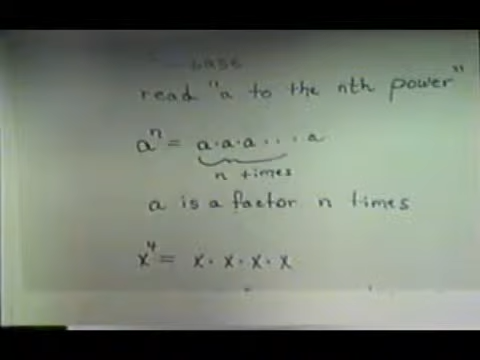 base
read "a to the nth power"
aⁿ = a·a·a···a
n times
a is a factor n times
x⁴ = x · x · x · x